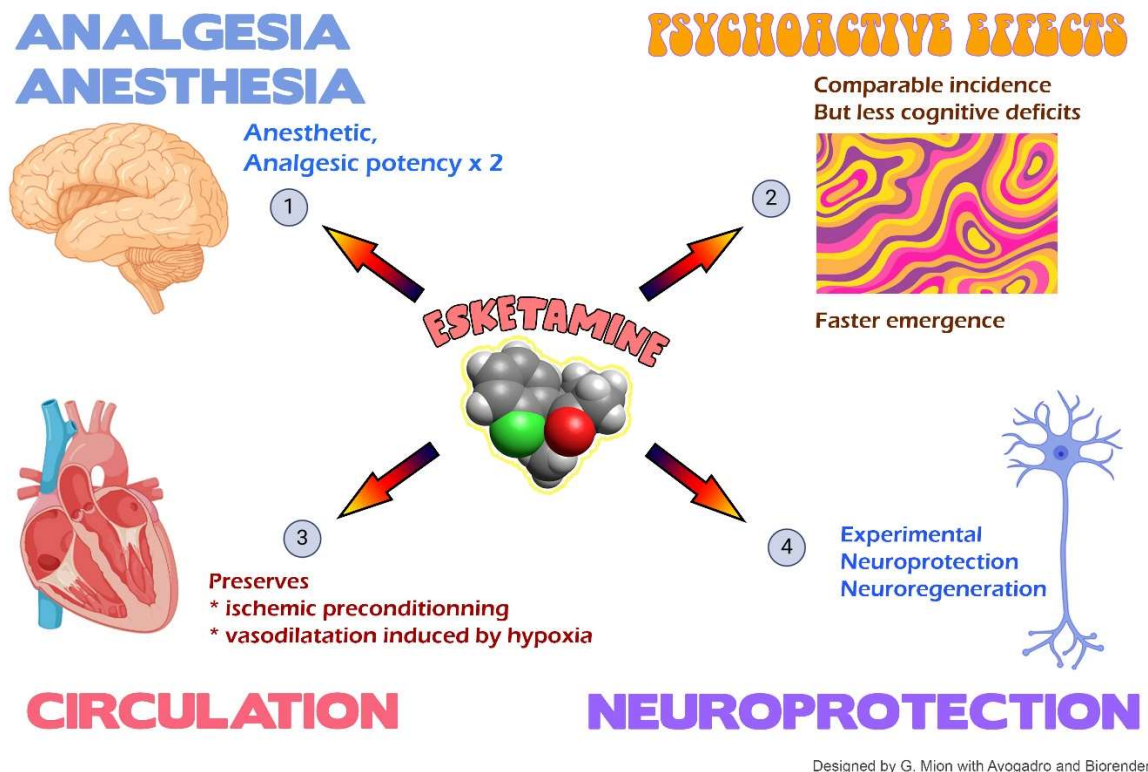 ANALGESIA
ANESTHESIA
Anesthetic,
Analgesic potency x 2
1
PSYCHOACTIVE EFFECTS
Comparable incidence
But less cognitive deficits
2
Faster emergence
ESKETAMINE
3
Preserves
* ischemic preconditionning
* vasodilatation induced by hypoxia
CIRCULATION
4
Experimental
Neuroprotection
Neuroregeneration
NEUROPROTECTION
Designed by G. Mion with Avogadro and Biorender